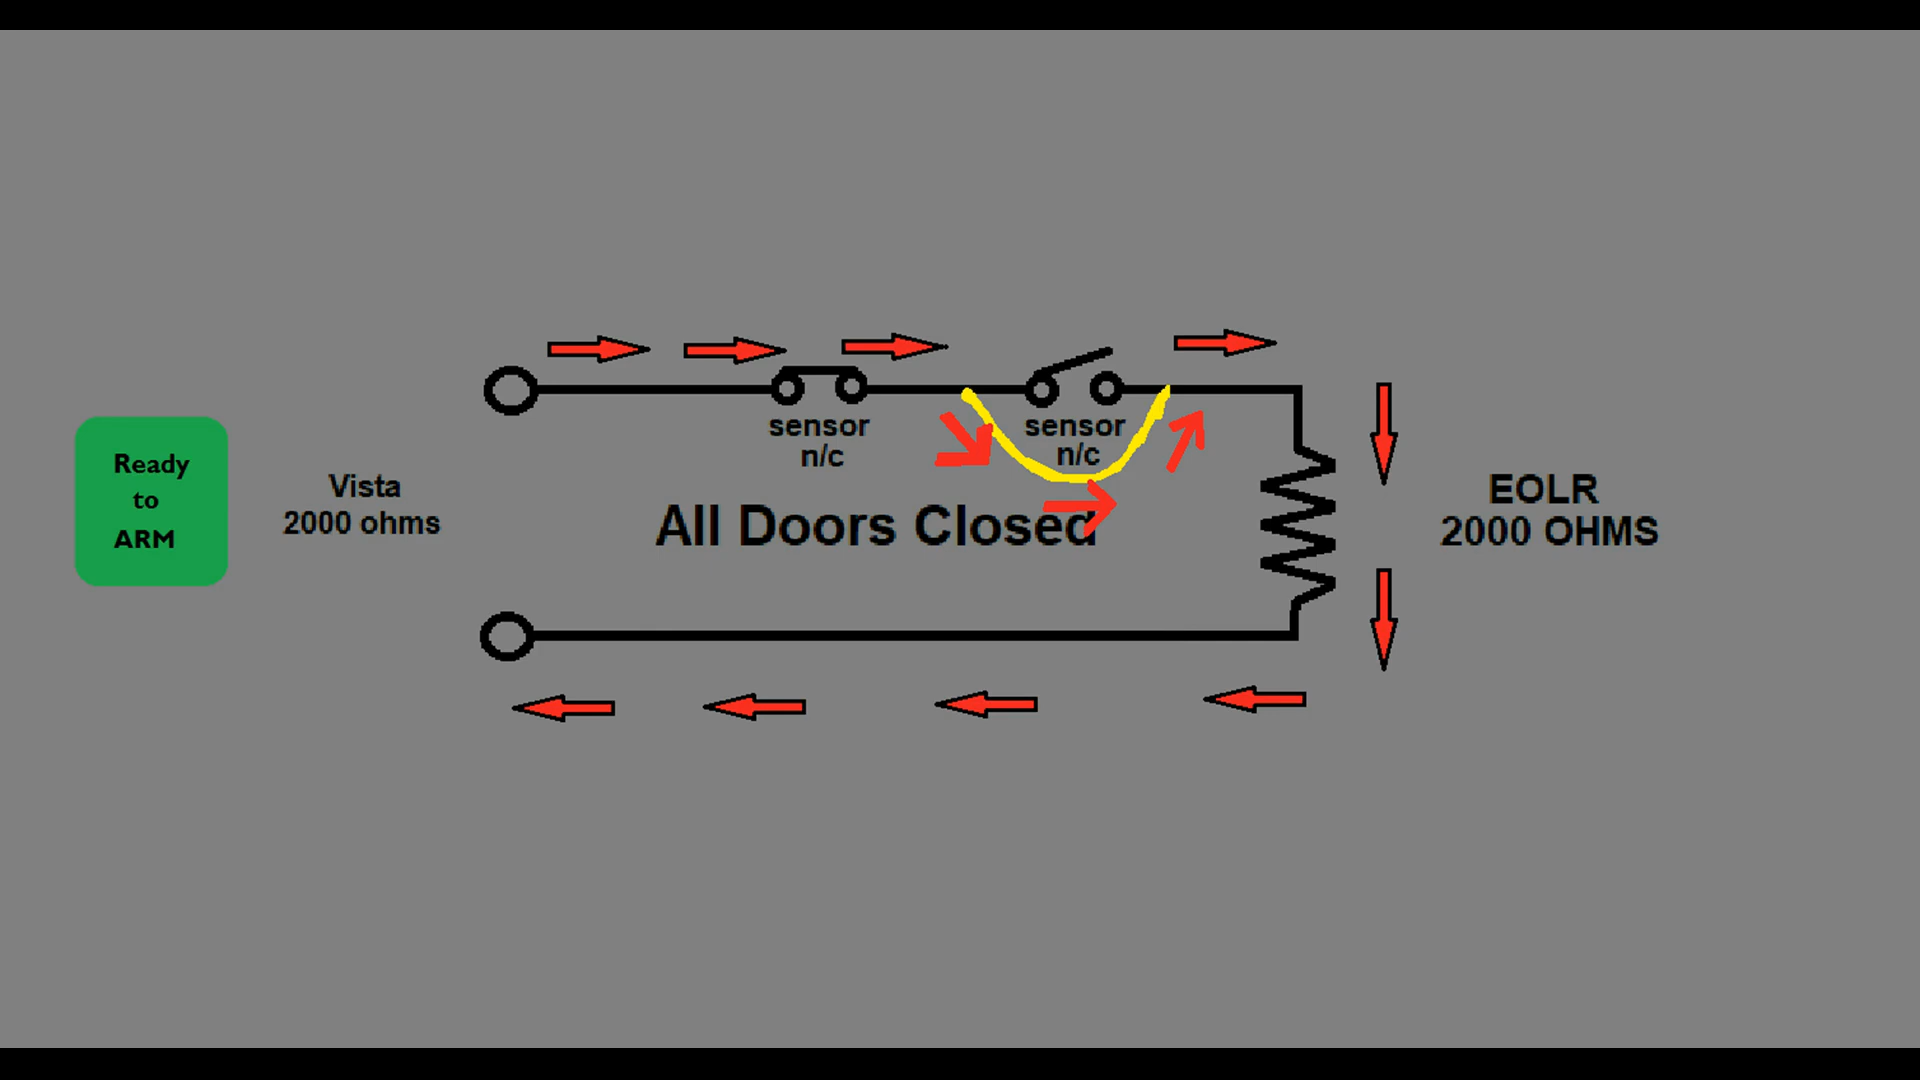 Ready
to
ARM
Vista
2000 ohms
sensor
n/c
sensor
n/c
All Doors Closed
EOLR
2000 OHMS